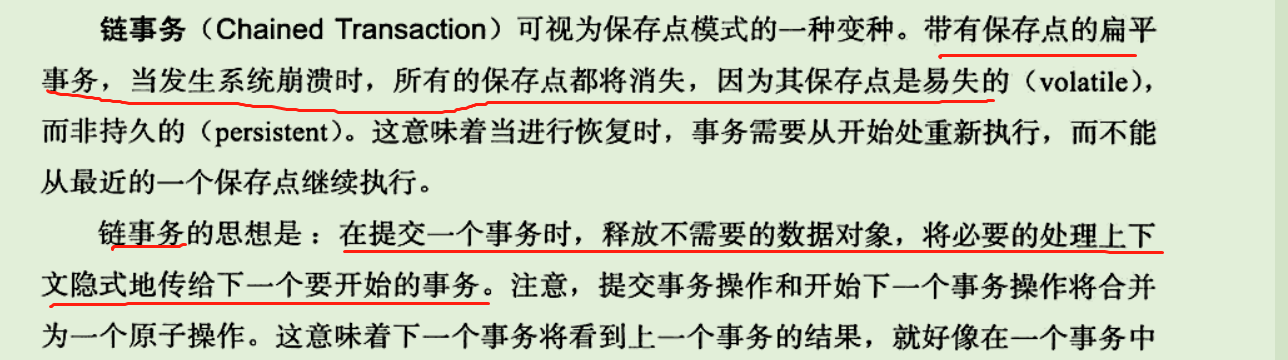 链事务（Chained Transaction）可视为保存点模式的一种变种。带有保存点的扁平
事务，当发生系统崩溃时，所有的保存点都将消失，因为其保存点是易失的（volatile），
而非持久的（persistent）。这意味着当进行恢复时，事务需要从开始处重新执行，而不能
从最近的一个保存点继续执行。
链事务的思想是：在提交一个事务时，释放不需要的数据对象，将必要的处理上下
文隐式地传给下一个要开始的事务。注意，提交事务操作和开始下一个事务操作将合并
为一个原子操作。这意味着下一个事务将看到上一个事务的结果，就好像在一个事务中